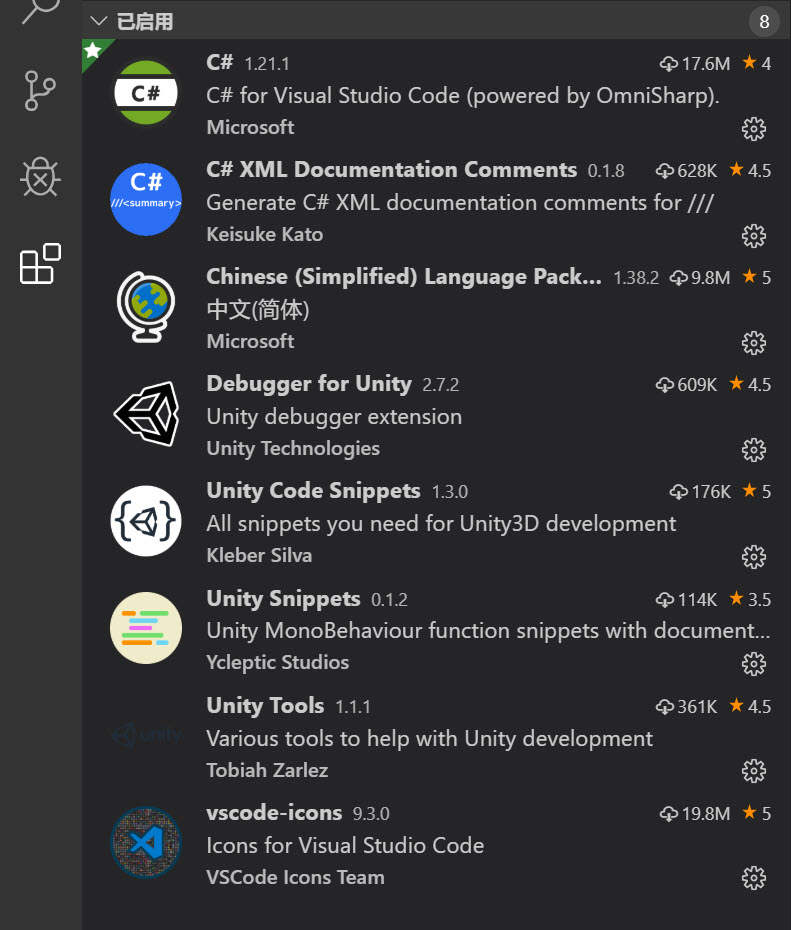 已启用 8
C# 1.21.1 17.6M ★ 4
C# for Visual Studio Code (powered by OmniSharp).
Microsoft
C#
C# XML Documentation Comments 0.1.8 628K ★ 4.5
C#
///<summary>
Generate C# XML documentation comments for ///
Keisuke Kato
Chinese (Simplified) Language Pack... 1.38.2 9.8M ★ 5
中文(简体)
Microsoft
Debugger for Unity 2.7.2 609K ★ 4.5
Unity debugger extension
Unity Technologies
Unity Code Snippets 1.3.0 176K ★ 5
All snippets you need for Unity3D development
Kleber Silva
Unity Snippets 0.1.2 114K ★ 3.5
Unity MonoBehaviour function snippets with document...
Ycleptic Studios
Unity Tools 1.1.1 361K ★ 4.5
unity
Various tools to help with Unity development
Tobiah Zarlez
vscode-icons 9.3.0 19.8M ★ 5
Icons for Visual Studio Code
VSCode Icons Team